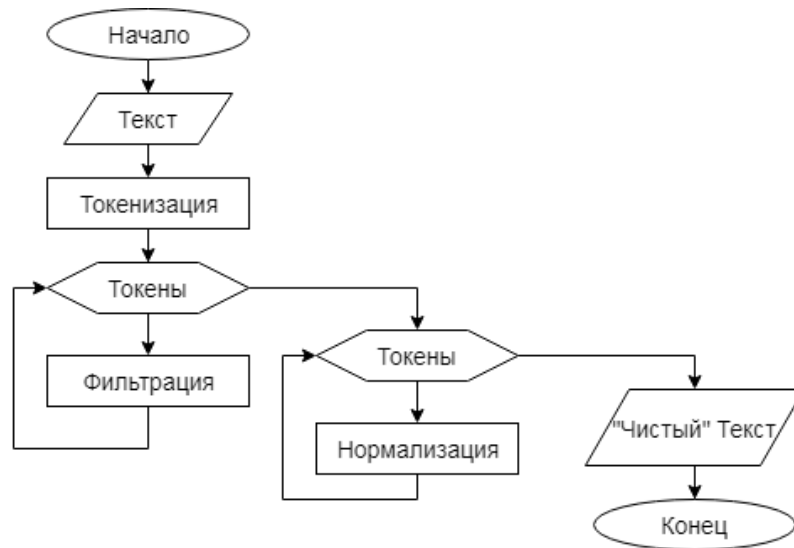 Начало
Текст
Токенизация
Токены
Фильтрация
Токены
Нормализация
"Чистый" Текст
Конец